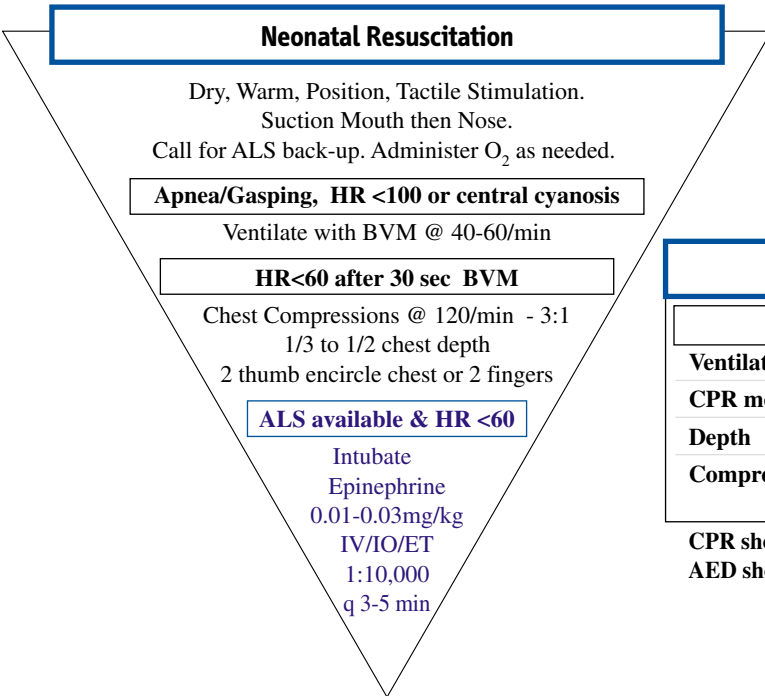 Neonatal Resuscitation
Dry, Warm, Position, Tactile Stimulation.
Suction Mouth then Nose.
Call for ALS back-up. Administer O₂ as needed.
Apnea/Gasping, HR <100 or central cyanosis
Ventilate with BVM @ 40-60/min
HR<60 after 30 sec BVM
Chest Compressions @ 120/min - 3:1
1/3 to 1/2 chest depth
2 thumb encircle chest or 2 fingers
ALS available & HR <60
Intubate
Epinephrine
0.01-0.03mg/kg
IV/IO/ET
1:10,000
q 3-5 min
Depth
CPR
AED